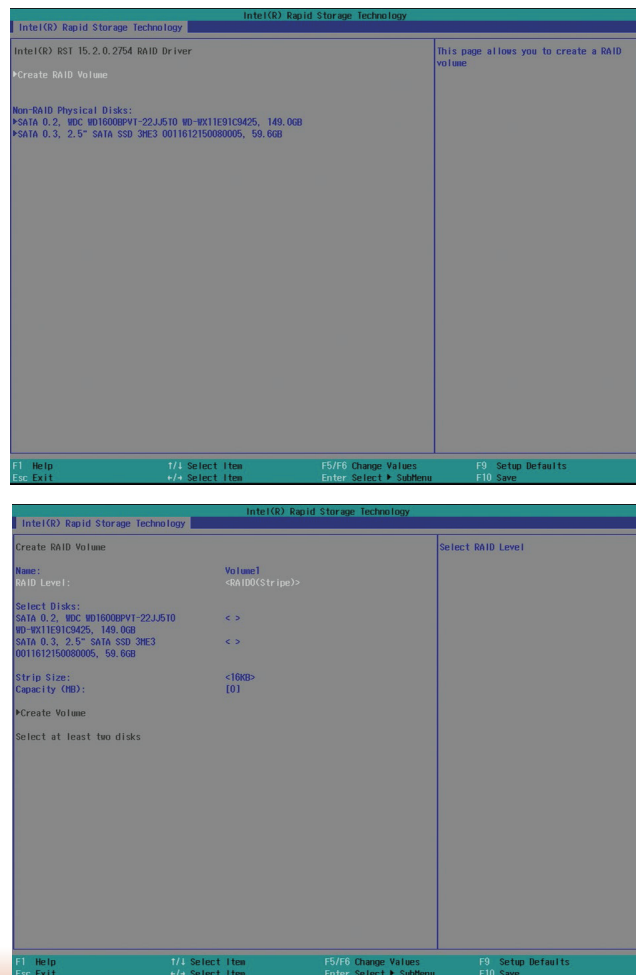 Intel(R) Rapid Storage Technology
Intel(R) Rapid Storage Technology
Intel(R) RST 15.2.0.2754 RAID Driver
This page allows you to create a RAID
volume
▶Create RAID Volume
Non-RAID Physical Disks:
▶SATA 0.2, WDC WD1600BPVT-22JJ5T0 WD-WX11E91C9425, 149.0GB
▶SATA 0.3, 2.5" SATA SSD 3ME3 0011612150080005, 59.6GB
F1 Help ↑/↓ Select Item F5/F6 Change Values F9 Setup Defaults
Esc Exit ←/→ Select Item Enter Select ▶ SubMenu F10 Save
Intel(R) Rapid Storage Technology
Intel(R) Rapid Storage Technology
Create RAID Volume
Select RAID Level
Name: Volume1
RAID Level: <RAID0(Stripe)>
Select Disks:
SATA 0.2, WDC WD1600BPVT-22JJ5T0 < >
WD-WX11E91C9425, 149.0GB
SATA 0.3, 2.5" SATA SSD 3ME3 < >
0011612150080005, 59.6GB
Strip Size: <16KB>
Capacity (MB): [0]
▶Create Volume
Select at least two disks
F1 Help ↑/↓ Select Item F5/F6 Change Values F9 Setup Defaults
Esc Exit ←/→ Select Item Enter Select ▶ SubMenu F10 Save